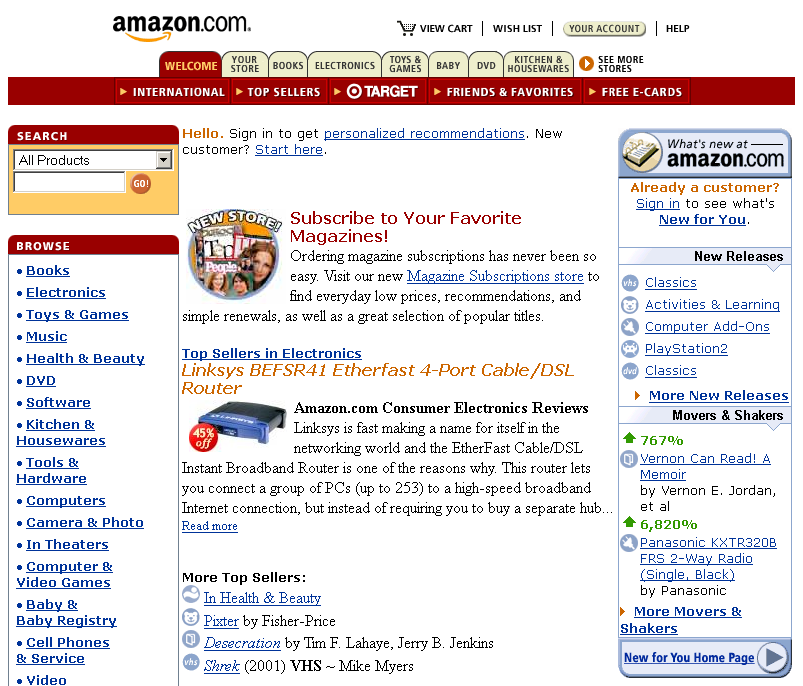 amazon.com.
VIEW CART
WISH LIST
YOUR ACCOUNT
HELP
WELCOME
YOUR STORE
BOOKS
ELECTRONICS
TOYS & GAMES
BABY
DVD
KITCHEN & HOUSEWARES
SEE MORE STORES
INTERNATIONAL
TOP SELLERS
TARGET
FRIENDS & FAVORITES
FREE E-CARDS
SEARCH
All Products
GO!
BROWSE
Books
Electronics
Toys & Games
Music
Health & Beauty
DVD
Software
Kitchen &
Housewares
Tools &
Hardware
Computers
Camera & Photo
In Theaters
Computer &
Video Games
Baby &
Baby Registry
Cell Phones
& Service
Video
Hello. Sign in to get personalized recommendations. New
customer? Start here.
NEW STORE!
People
Subscribe to Your Favorite
Magazines!
Ordering magazine subscriptions has never been so
easy. Visit our new Magazine Subscriptions store to
find everyday low prices, recommendations, and
simple renewals, as well as a great selection of popular titles.
Top Sellers in Electronics
Linksys BEFSR41 Etherfast 4-Port Cable/DSL
Router
45% off
Amazon.com Consumer Electronics Reviews
Linksys is fast making a name for itself in the
networking world and the EtherFast Cable/DSL
Instant Broadband Router is one of the reasons why. This router lets
you connect a group of PCs (up to 253) to a high-speed broadband
Internet connection, but instead of requiring you to buy a separate hub...
Read more
More Top Sellers:
In Health & Beauty
Pixter by Fisher-Price
Desecration by Tim F. Lahaye, Jerry B. Jenkins
vhs Shrek (2001) VHS ~ Mike Myers
What's new at
amazon.com
Already a customer?
Sign in to see what's
New for You.
New Releases
vhs Classics
Activities & Learning
Computer Add-Ons
PlayStation2
dvd Classics
More New Releases
Movers & Shakers
767%
Vernon Can Read! A
Memoir
by Vernon E. Jordan,
et al
6,820%
Panasonic KXTR320B
FRS 2-Way Radio
(Single, Black)
by Panasonic
More Movers &
Shakers
New for You Home Page